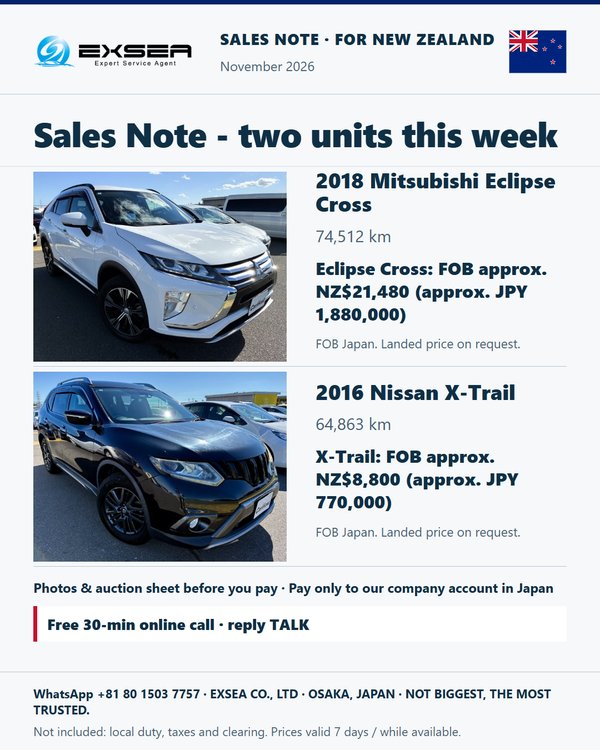 EXSEA
Expert Service Agent
SALES NOTE · FOR NEW ZEALAND
November 2026
Sales Note - two units this week
2018 Mitsubishi Eclipse
Cross
74,512 km
Eclipse Cross: FOB approx.
NZ$21,480 (approx. JPY
1,880,000)
FOB Japan. Landed price on request.
2016 Nissan X-Trail
64,863 km
X-Trail: FOB approx.
NZ$8,800 (approx. JPY
770,000)
FOB Japan. Landed price on request.
Photos & auction sheet before you pay · Pay only to our company account in Japan
Free 30-min online call · reply TALK
WhatsApp +81 80 1503 7757 · EXSEA CO., LTD · OSAKA, JAPAN · NOT BIGGEST, THE MOST
TRUSTED.
Not included: local duty, taxes and clearing. Prices valid 7 days / while available.